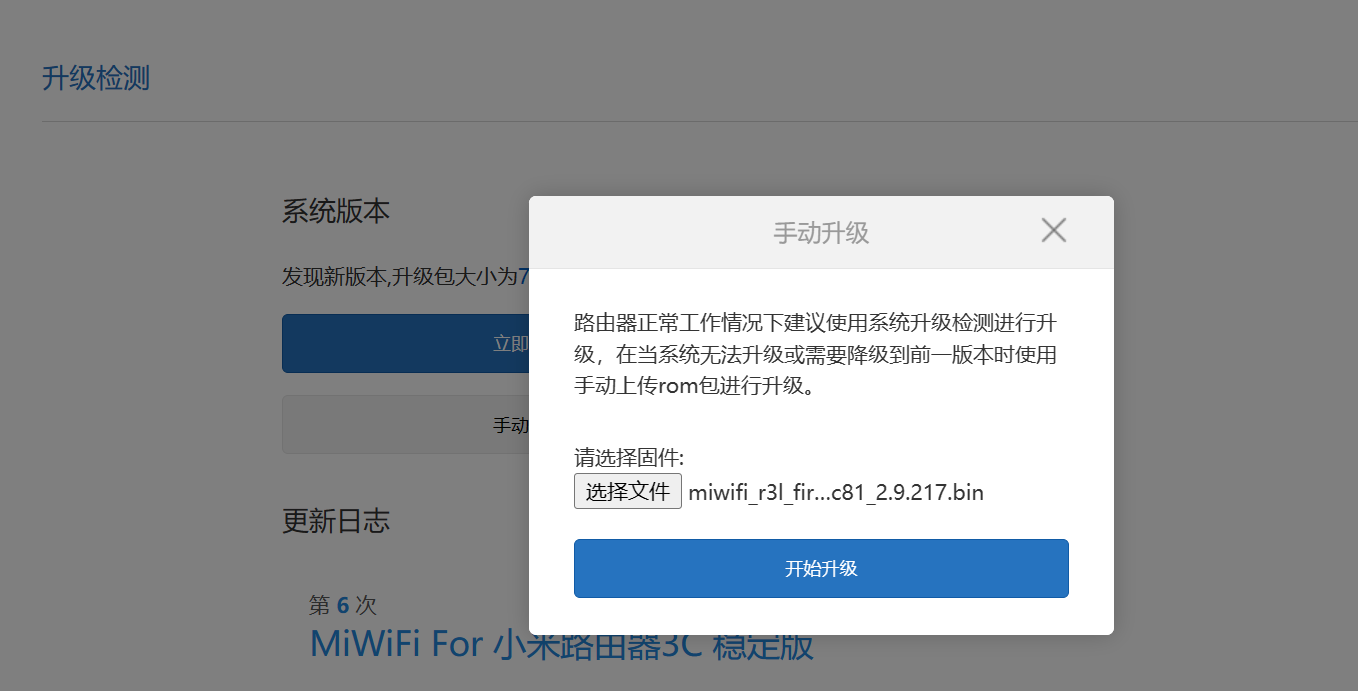 升级检测
系统版本
手动升级
发现新版本,升级包大小为7
路由器正常工作情况下建议使用系统升级检测进行升
级，在当系统无法升级或需要降级到前一版本时使用
手动上传rom包进行升级。
立即
手动
请选择固件:
选择文件 miwifi_r3l_fir...c81_2.9.217.bin
更新日志
开始升级
第 6 次
MiWiFi For 小米路由器3C 稳定版